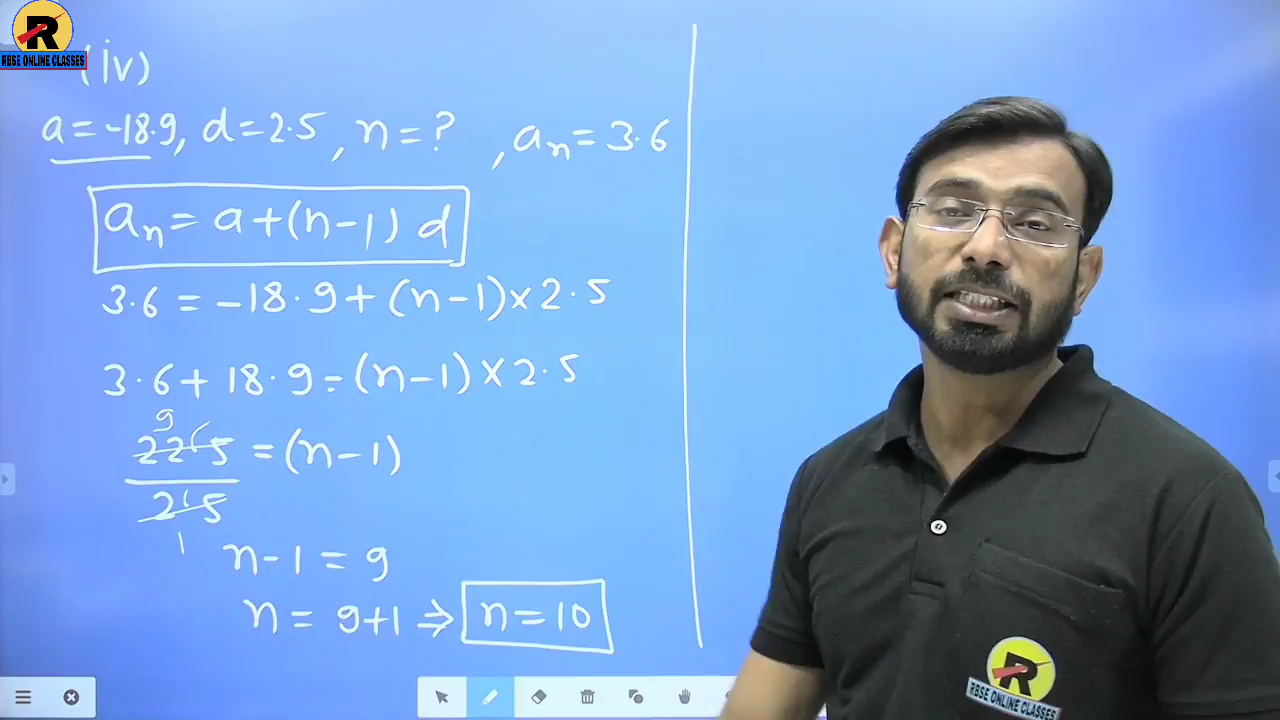 R
RBSE ONLINE CLASSES
(iv)
a=-18.9, d=2.5, n=?, an=3.6
an=a+(n-1) d
3.6=-18.9+(n-1)×2.5
3.6+18.9=(n-1)×2.5
9
22.5/2.5=(n-1)
1
n-1=9
n=9+1⇒n=10
R
RBSE ONLINE CLASSES